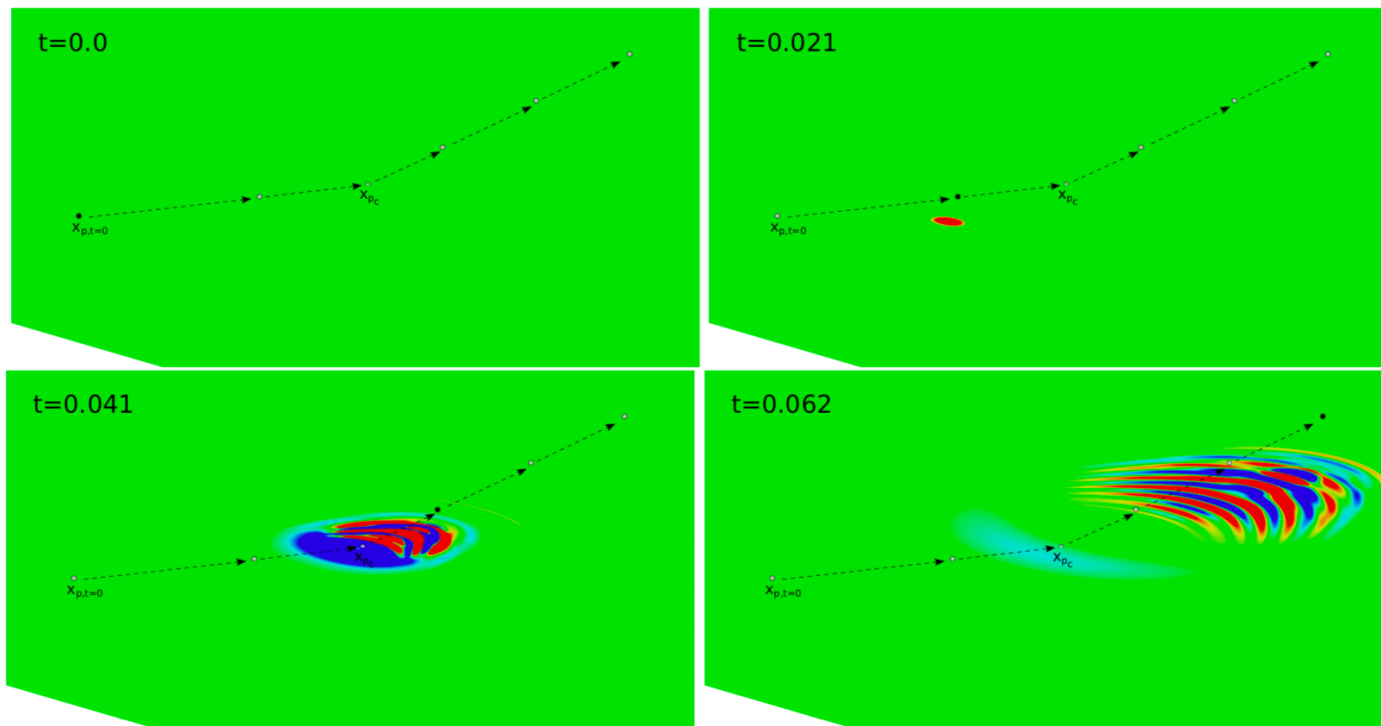 t=0.0
x_{p_c}
x_{p,t=0}
t=0.021
x_{p_c}
x_{p,t=0}
t=0.041
x_{p_c}
x_{p,t=0}
t=0.062
x_{p_c}
x_{p,t=0}